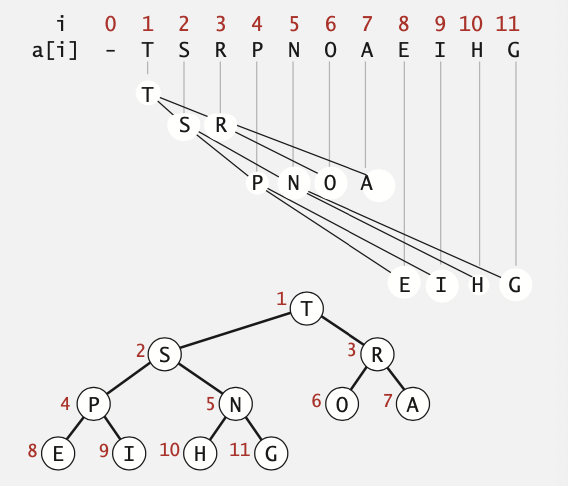 i 0 1 2 3 4 5 6 7 8 9 10 11
a[i] - T S R P N O A E I H G
T
S R
P N O A
E I H G
1 T
2 S 3 R
4 P 5 N 6 O 7 A
8 E 9 I 10 H 11 G